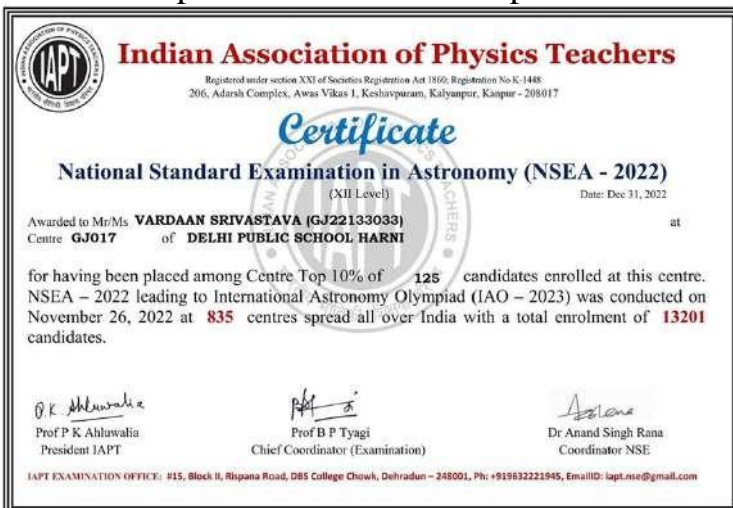 IAPT
Indian Association of Physics Teachers
Registered under section XXI of Societies Registration Act 1860; Registration No K-1448
206, Adarsh Complex, Awas Vikas 1, Keshavpuram, Kalyanpur, Kanpur - 208017
Certificate
National Standard Examination in Astronomy (NSEA - 2022)
(XII Level)
Date: Dec 31, 2022
Awarded to Mr/Ms VARDAAN SRIVASTAVA (GJ22133033) at
Centre GJ017 of DELHI PUBLIC SCHOOL HARNI
for having been placed among Centre Top 10% of 125 candidates enrolled at this centre.
NSEA – 2022 leading to International Astronomy Olympiad (IAO – 2023) was conducted on
November 26, 2022 at 835 centres spread all over India with a total enrolment of 13201
candidates.
P.K. Ahluwalia
Prof P K Ahluwalia
President IAPT
Prof B P Tyagi
Chief Coordinator (Examination)
Dr Anand Singh Rana
Coordinator NSE
IAPT EXAMINATION OFFICE: #15, Block II, Rispana Road, DBS College Chowk, Dehradun – 248001, Ph: +919632221945, EmailID: iapt.nse@gmail.com